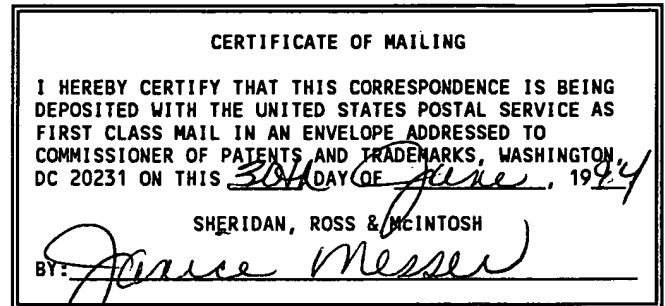 CERTIFICATE OF MAILING
I HEREBY CERTIFY THAT THIS CORRESPONDENCE IS BEING
DEPOSITED WITH THE UNITED STATES POSTAL SERVICE AS
FIRST CLASS MAIL IN AN ENVELOPE ADDRESSED TO
COMMISSIONER OF PATENTS AND TRADEMARKS, WASHINGTON,
DC 20231 ON THIS 30th DAY OF June, 1994
SHERIDAN, ROSS & McINTOSH
BY: Janice Messer